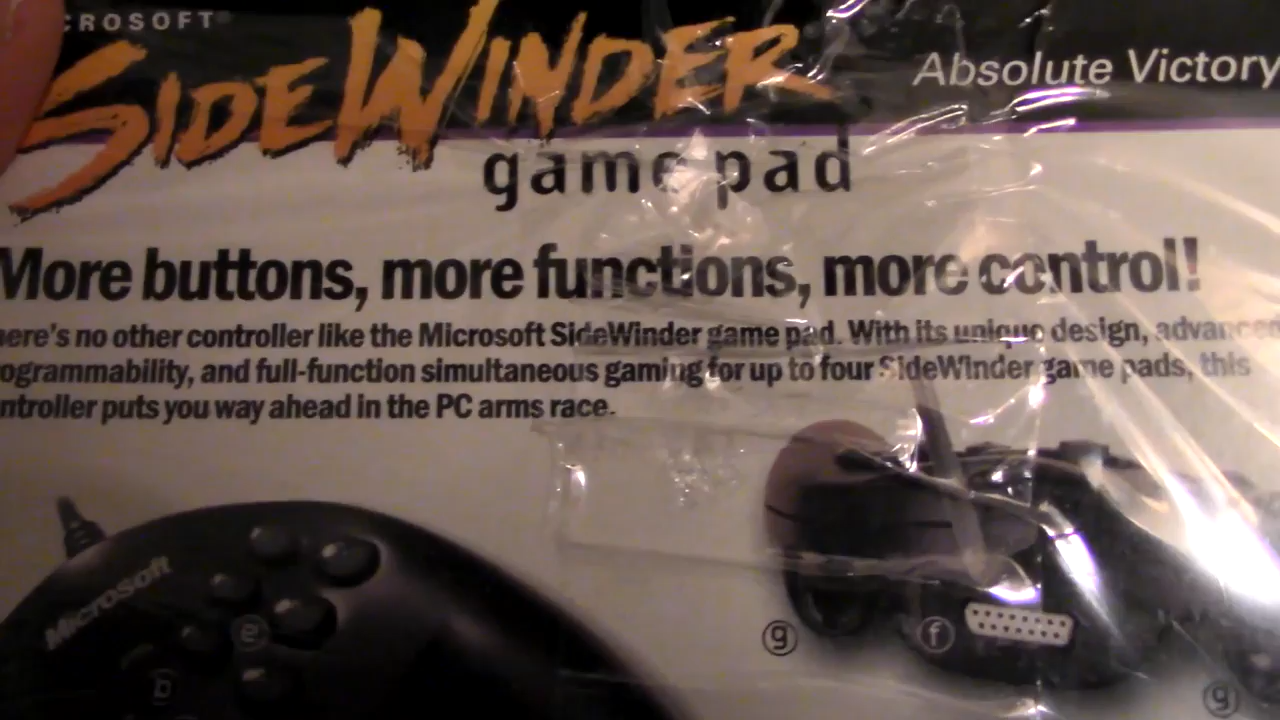 CROSOFT®
SIDEWINDER
Absolute Victory
game pad
More buttons, more functions, more control!
ere's no other controller like the Microsoft SideWinder game pad. With its unique design, advanced
ogrammability, and full-function simultaneous gaming for up to four SideWinder game pads, this
ntroller puts you way ahead in the PC arms race.
Microsoft
e
b
g
f
g